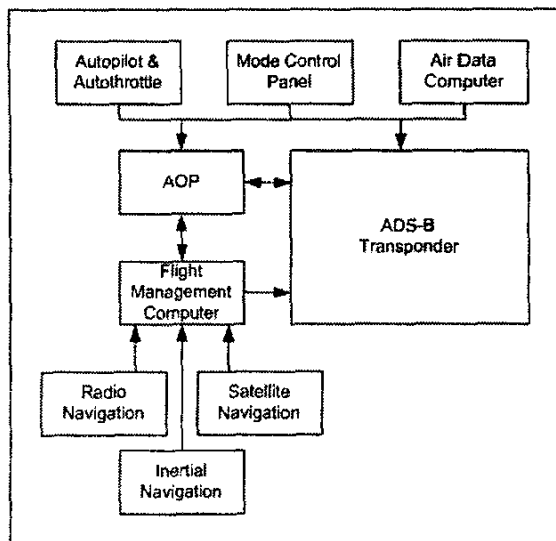 Autopilot &
Autothrottle
Mode Control
Panel
Air Data
Computer
AOP
ADS-B
Transponder
Flight
Management
Computer
Radio
Navigation
Satellite
Navigation
Inertial
Navigation